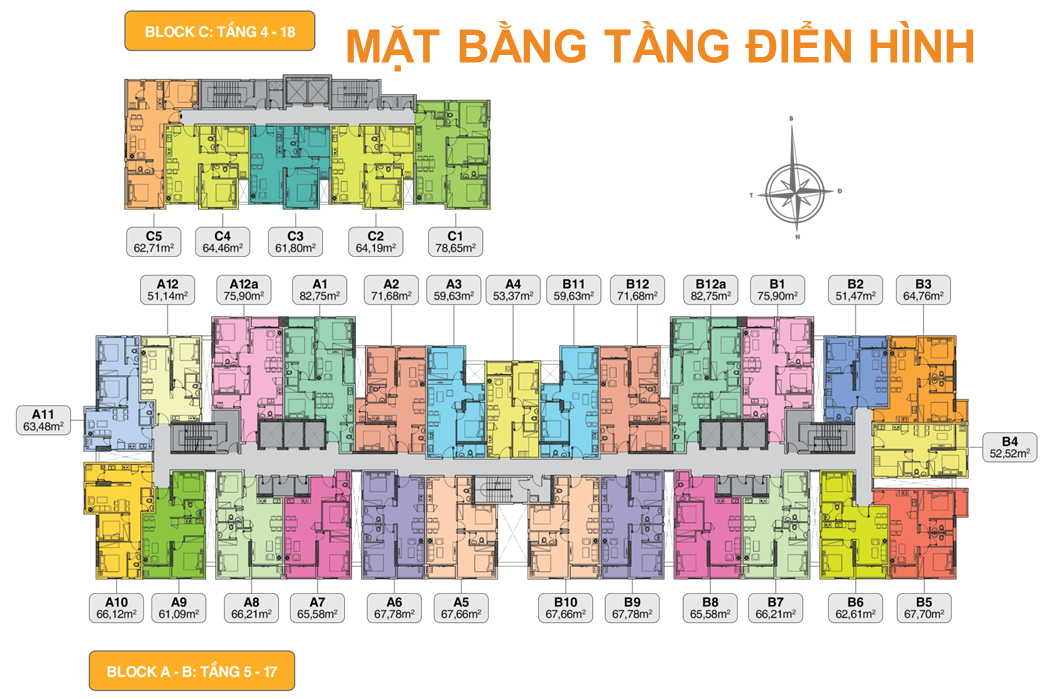 BLOCK C: TẦNG 4 - 18
MẶT BẰNG TẦNG ĐIỂN HÌNH
B
T
Đ
N
C5
62,71m²
C4
64,46m²
C3
61,80m²
C2
64,19m²
C1
78,65m²
A12
51,14m²
A12a
75,90m²
A1
82,75m²
A2
71,68m²
A3
59,63m²
A4
53,37m²
B11
59,63m²
B12
71,68m²
B12a
82,75m²
B1
75,90m²
B2
51,47m²
B3
64,76m²
A11
63,48m²
B4
52,52m²
A10
66,12m²
A9
61,09m²
A8
66,21m²
A7
65,58m²
A6
67,78m²
A5
67,66m²
B10
67,66m²
B9
67,78m²
B8
65,58m²
B7
66,21m²
B6
62,61m²
B5
67,70m²
BLOCK A - B: TẦNG 5 - 17